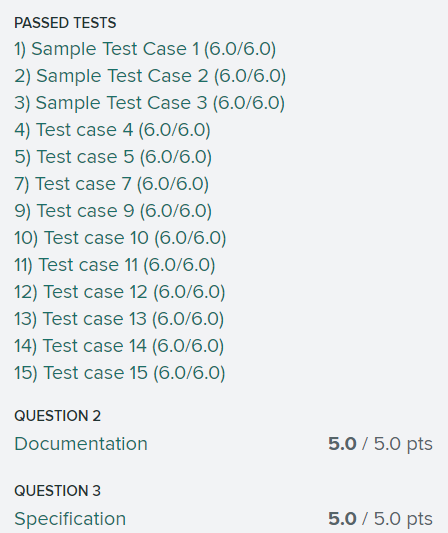 PASSED TESTS
1) Sample Test Case 1 (6.0/6.0)
2) Sample Test Case 2 (6.0/6.0)
3) Sample Test Case 3 (6.0/6.0)
4) Test case 4 (6.0/6.0)
5) Test case 5 (6.0/6.0)
7) Test case 7 (6.0/6.0)
9) Test case 9 (6.0/6.0)
10) Test case 10 (6.0/6.0)
11) Test case 11 (6.0/6.0)
12) Test case 12 (6.0/6.0)
13) Test case 13 (6.0/6.0)
14) Test case 14 (6.0/6.0)
15) Test case 15 (6.0/6.0)
QUESTION 2
Documentation 5.0 / 5.0 pts
QUESTION 3
Specification 5.0 / 5.0 pts